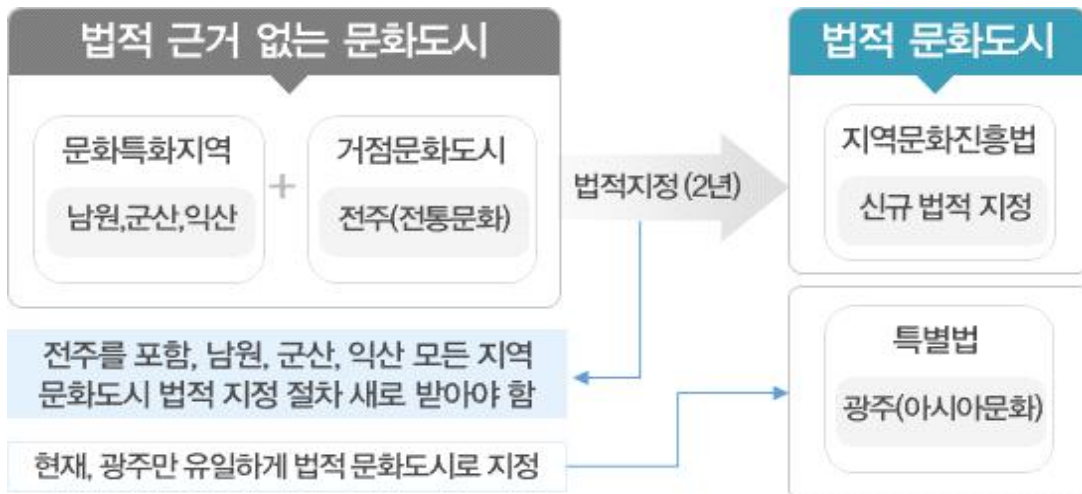 법적 근거 없는 문화도시
문화특화지역
남원,군산,익산
+
거점문화도시
전주(전통문화)
법적지정(2년)
법적 문화도시
지역문화진흥법
신규 법적 지정
전주를 포함, 남원, 군산, 익산 모든 지역
문화도시 법적 지정 절차 새로 받아야 함
특별법
광주(아시아문화)
현재, 광주만 유일하게 법적 문화도시로 지정